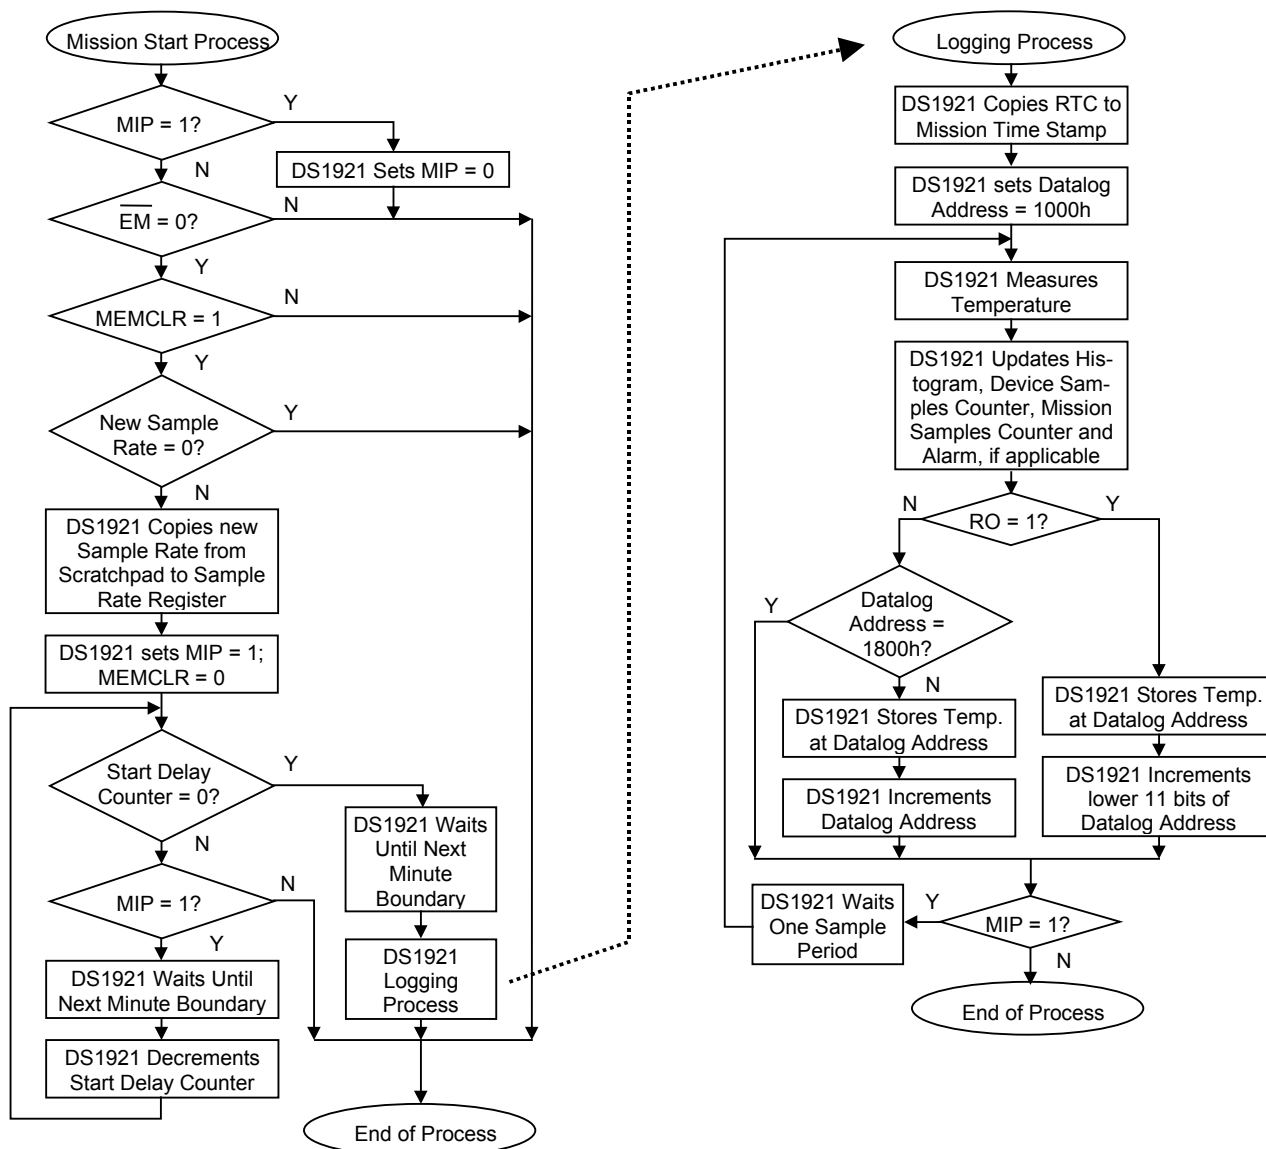 Mission Start Process
MIP = 1?
Y
N
DS1921 Sets MIP = 0
EM = 0?
N
Y
MEMCLR = 1
N
Y
New Sample
Rate = 0?
Y
N
DS1921 Copies new
Sample Rate from
Scratchpad to Sample
Rate Register
DS1921 sets MIP = 1;
MEMCLR = 0
Start Delay
Counter = 0?
Y
N
DS1921 Waits
Until Next
Minute
Boundary
MIP = 1?
N
Y
DS1921 Waits Until
Next Minute Boundary
DS1921
Logging
Process
DS1921 Decrements
Start Delay Counter
End of Process
Logging Process
DS1921 Copies RTC to
Mission Time Stamp
DS1921 sets Datalog
Address = 1000h
DS1921 Measures
Temperature
DS1921 Updates His-
togram, Device Sam-
ples Counter, Mission
Samples Counter and
Alarm, if applicable
N
RO = 1?
Y
Y
Datalog
Address =
1800h?
N
DS1921 Stores Temp.
at Datalog Address
DS1921 Increments
Datalog Address
DS1921 Stores Temp.
at Datalog Address
DS1921 Increments
lower 11 bits of
Datalog Address
DS1921 Waits
One Sample
Period
Y
MIP = 1?
N
End of Process